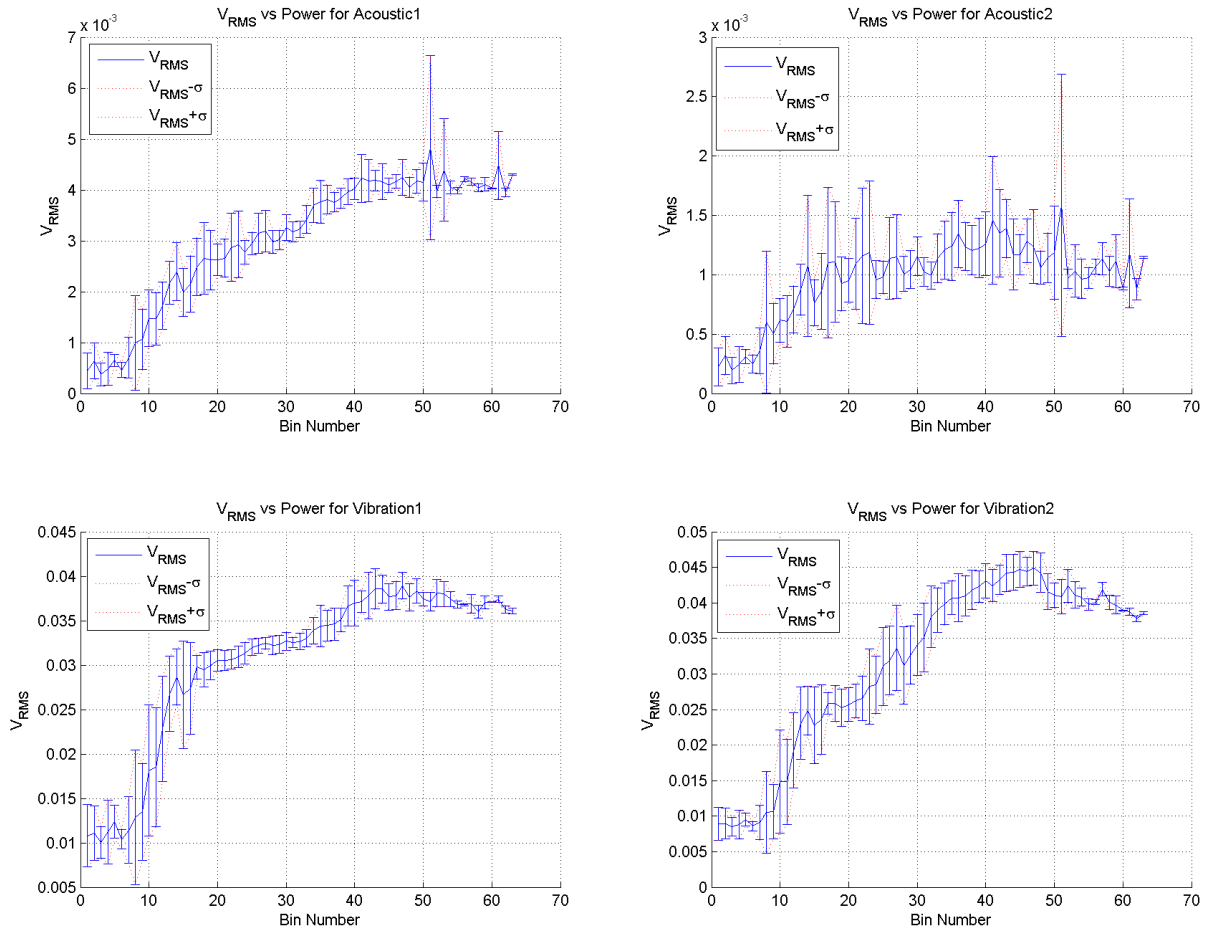 V_RMS vs Power for Acoustic1
x 10^-3
7
6
5
4
3
2
1
0
V_RMS
V_RMS
V_RMS-σ
V_RMS+σ
0 10 20 30 40 50 60 70
Bin Number
V_RMS vs Power for Acoustic2
x 10^-3
3
2.5
2
1.5
1
0.5
0
V_RMS
V_RMS
V_RMS-σ
V_RMS+σ
0 10 20 30 40 50 60 70
Bin Number
V_RMS vs Power for Vibration1
0.045
0.04
0.035
0.03
0.025
0.02
0.015
0.01
0.005
V_RMS
V_RMS
V_RMS-σ
V_RMS+σ
0 10 20 30 40 50 60 70
Bin Number
V_RMS vs Power for Vibration2
0.05
0.045
0.04
0.035
0.03
0.025
0.02
0.015
0.01
0.005
0
V_RMS
V_RMS
V_RMS-σ
V_RMS+σ
0 10 20 30 40 50 60 70
Bin Number